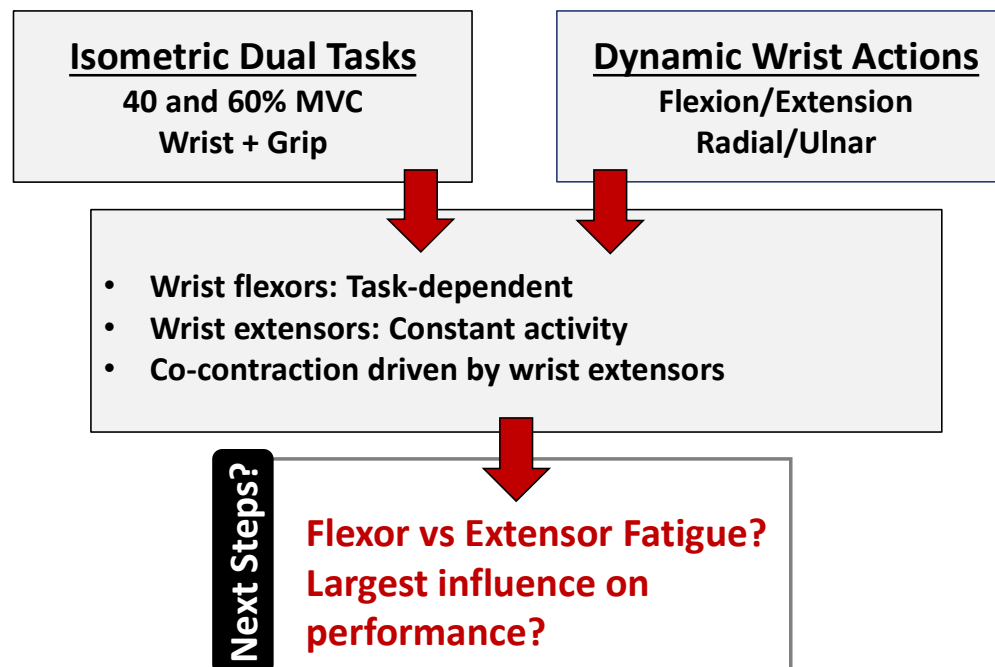 Isometric Dual Tasks
40 and 60% MVC
Wrist + Grip
Dynamic Wrist Actions
Flexion/Extension
Radial/Ulnar
• Wrist flexors: Task-dependent
• Wrist extensors: Constant activity
• Co-contraction driven by wrist extensors
Next Steps?
Flexor vs Extensor Fatigue?
Largest influence on
performance?